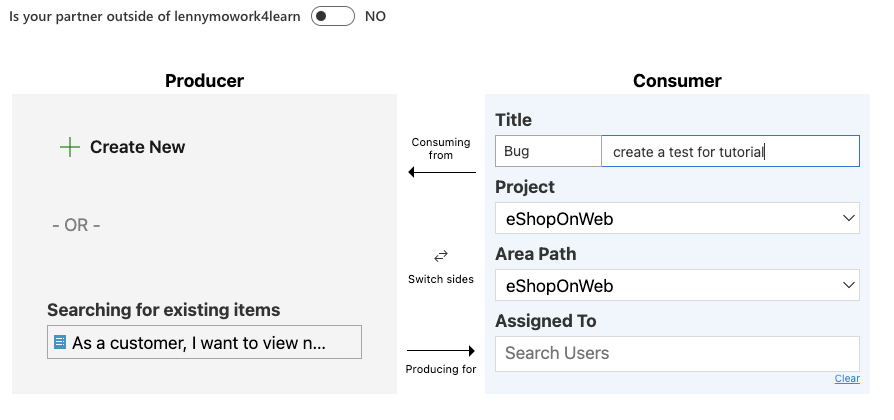 Is your partner outside of lennymowork4learn NO
Producer
Create New
- OR -
Searching for existing items
As a customer, I want to view n...
Consuming
from
Switch sides
Producing for
Consumer
Title
Bug create a test for tutorial
Project
eShopOnWeb
Area Path
eShopOnWeb
Assigned To
Search Users
Clear